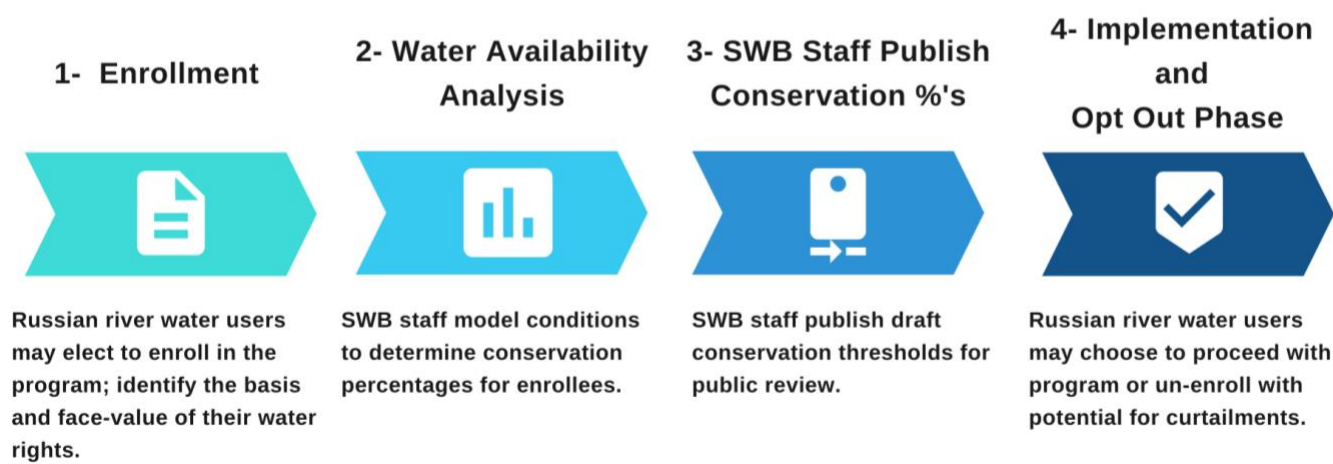 1- Enrollment
2- Water Availability
Analysis
3- SWB Staff Publish
Conservation %'s
4- Implementation
and
Opt Out Phase
Russian river water users
may elect to enroll in the
program; identify the basis
and face-value of their water
rights.
SWB staff model conditions
to determine conservation
percentages for enrollees.
SWB staff publish draft
conservation thresholds for
public review.
Russian river water users
may choose to proceed with
program or un-enroll with
potential for curtailments.